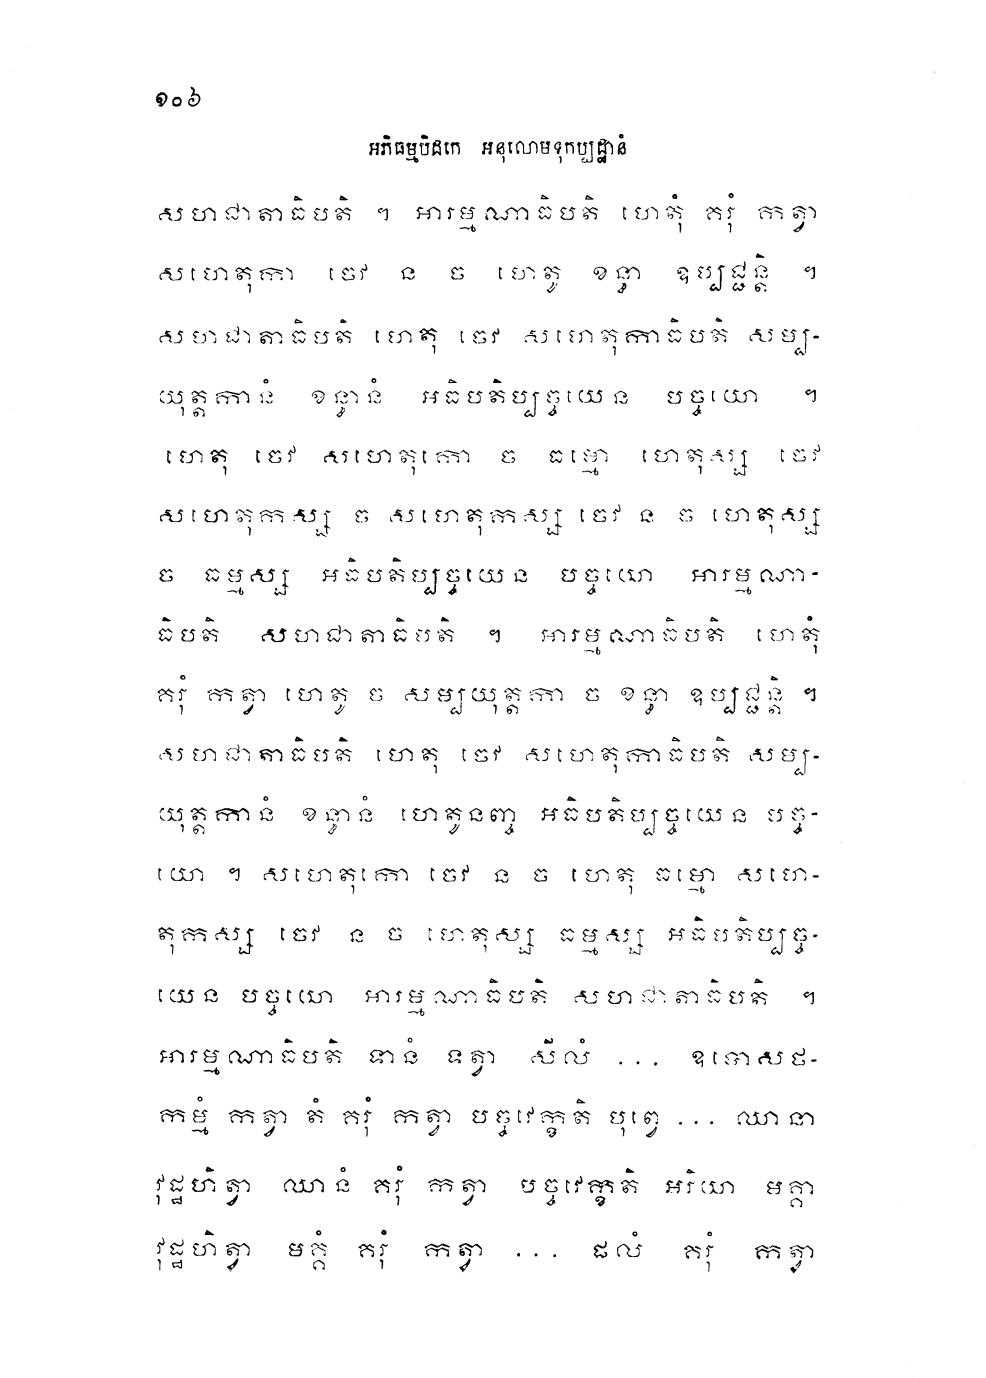 ១០៦
អភិធម្មបិដកេ អនុលោមទុកប្បដ្ឋានំ
សហជាតាធិបតិ ។ អារម្មណាធិបតិ ហេតុំ គរុំ កត្វា
សហេតុកា ចេវ ន ច ហេតូ ខន្ធា ឧប្បជ្ជន្តិ ។
សហជាតាធិបតិ ហេតុ ចេវ សហេតុកាធិបតិ សម្ប-
យុត្តកានំ ខន្ធានំ អធិបតិប្បច្ចយេន បច្ចយោ ។
ហេតុ ចេវ សហេតុកោ ច ធម្មោ ហេតុស្ស ចេវ
សហេតុកស្ស ច សហេតុកស្ស ចេវ ន ច ហេតុស្ស
ច ធម្មស្ស អធិបតិប្បច្ចយេន បច្ចយោ អារម្មណា-
ធិបតិ សហជាតាធិបតិ ។ អារម្មណាធិបតិ ហេតុំ
គរុំ កត្វា ហេតូ ច សម្បយុត្តកា ច ខន្ធា ឧប្បជ្ជន្តិ ។
សហជាតាធិបតិ ហេតុ ចេវ សហេតុកាធិបតិ សម្ប-
យុត្តកានំ ខន្ធានំ ហេតូនញ្ច អធិបតិប្បច្ចយេន បច្ច-
យោ ។ សហេតុកោ ចេវ ន ច ហេតុ ធម្មោ សហេ-
តុកស្ស ចេវ ន ច ហេតុស្ស ធម្មស្ស អធិបតិប្បច្ច-
យេន បច្ចយោ អារម្មណាធិបតិ សហជាតាធិបតិ ។
អារម្មណាធិបតិ ទានំ ទត្វា សីលំ ... ឧបោសថ-
កម្មំ កត្វា តំ គរុំ កត្វា បច្ចវេក្ខតិ បុព្វេ ... ឈានា
វុដ្ឋហិត្វា ឈានំ គរុំ កត្វា បច្ចវេក្ខតិ អរិយោ មគ្គា
វុដ្ឋហិត្វា មគ្គំ គរុំ កត្វា ... ផលំ គរុំ កត្វា